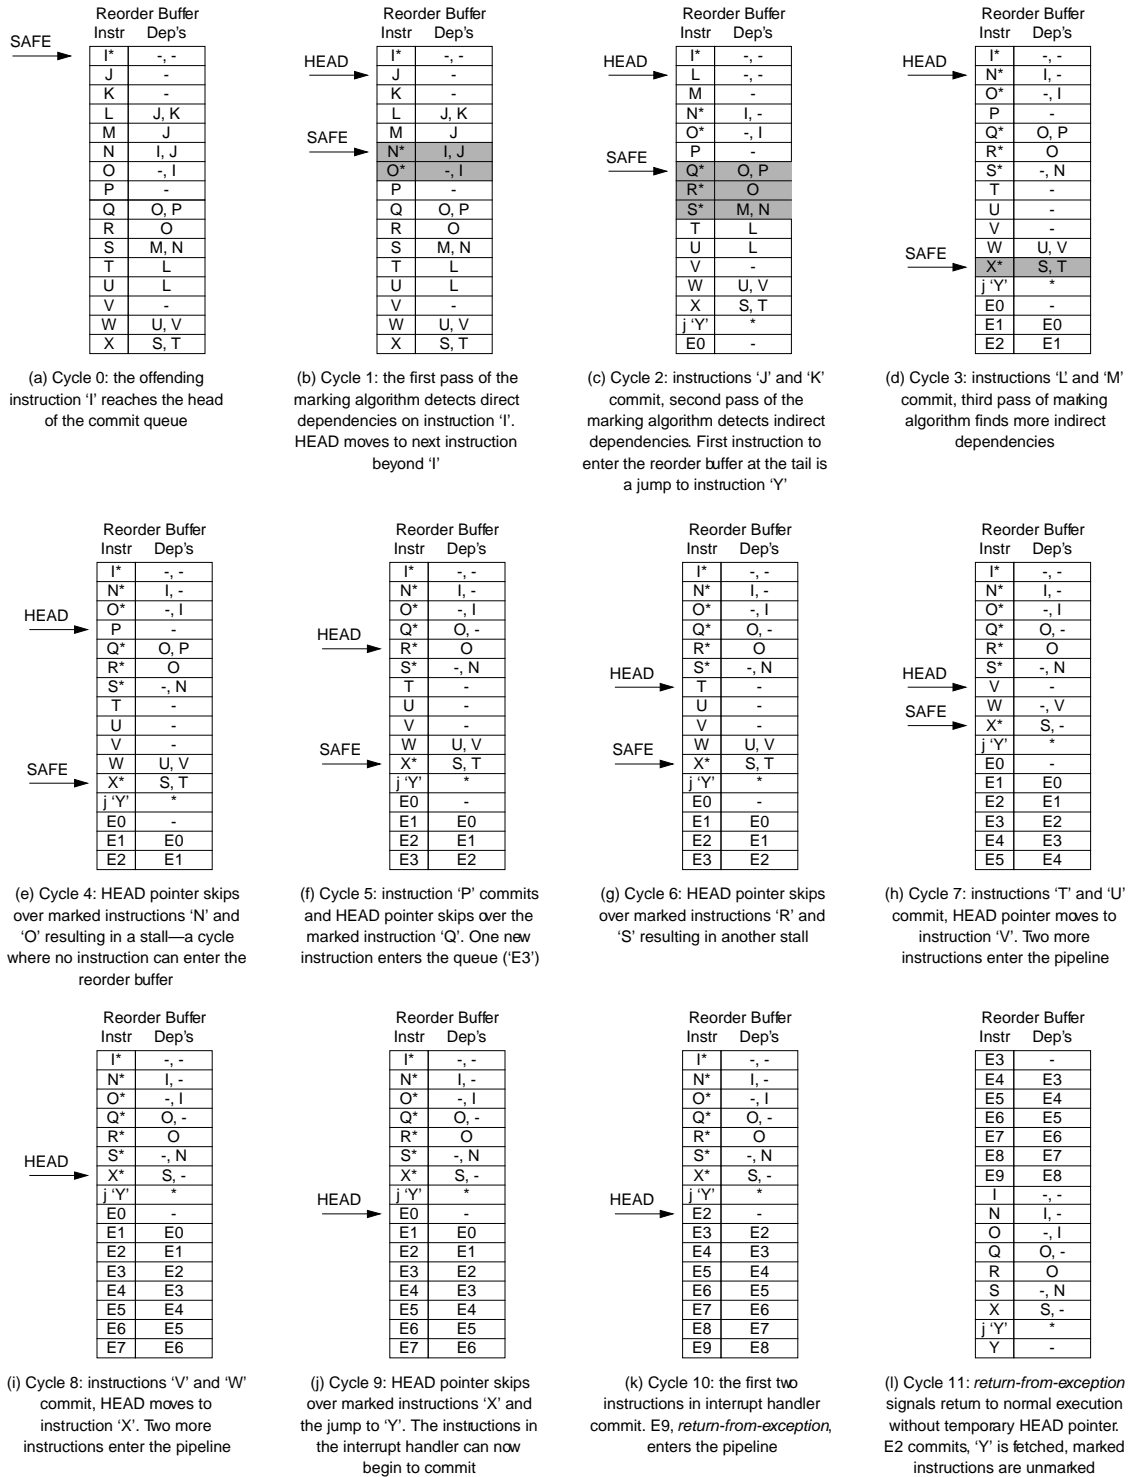 Reorder Buffer
Instr Dep's
SAFE
I* -, -
J -
K -
L J, K
M J
N I, J
O -, I
P -
Q O, P
R O
S M, N
T L
U L
V -
W U, V
X S, T
(a) Cycle 0: the offending
instruction ‘I’ reaches the head
of the commit queue
Reorder Buffer
Instr Dep's
I* -, -
HEAD
J -
K -
L J, K
M J
SAFE
N* I, J
O* -, I
P -
Q O, P
R O
S M, N
T L
U L
V -
W U, V
X S, T
(b) Cycle 1: the first pass of the
marking algorithm detects direct
dependencies on instruction ‘I’.
HEAD moves to next instruction
beyond ‘I’
Reorder Buffer
Instr Dep's
I* -, -
HEAD
L -, -
M -
N* I, -
O* -, I
P -
SAFE
Q* O, P
R* O
S* M, N
T L
U L
V -
W U, V
X S, T
j ‘Y’ *
E0 -
(c) Cycle 2: instructions ‘J’ and ‘K’
commit, second pass of the
marking algorithm detects indirect
dependencies. First instruction to
enter the reorder buffer at the tail is
a jump to instruction ‘Y’
Reorder Buffer
Instr Dep's
I* -, -
HEAD
N* I, -
O* -, I
P -
Q* O, P
R* O
S* -, N
T -
U -
V -
W U, V
SAFE
X* S, T
j ‘Y’ *
E0 -
E1 E0
E2 E1
(d) Cycle 3: instructions ‘L’ and ‘M’
commit, third pass of marking
algorithm finds more indirect
dependencies
Reorder Buffer
Instr Dep's
I* -, -
N* I, -
O* -, I
HEAD
P -
Q* O, P
R* O
S* -, N
T -
U -
V -
W U, V
SAFE
X* S, T
j ‘Y’ *
E0 -
E1 E0
E2 E1
(e) Cycle 4: HEAD pointer skips
over marked instructions ‘N’ and
‘O’ resulting in a stall—a cycle
where no instruction can enter the
reorder buffer
Reorder Buffer
Instr Dep's
I* -, -
N* I, -
O* -, I
Q* O, -
HEAD
R* O
S* -, N
T -
U -
V -
W U, V
SAFE
X* S, T
j ‘Y’ *
E0 -
E1 E0
E2 E1
E3 E2
(f) Cycle 5: instruction ‘P’ commits
and HEAD pointer skips over the
marked instruction ‘Q’. One new
instruction enters the queue (‘E3’)
Reorder Buffer
Instr Dep's
I* -, -
N* I, -
O* -, I
Q* O, -
R* O
S* -, N
HEAD
T -
U -
V -
W U, V
SAFE
X* S, T
j ‘Y’ *
E0 -
E1 E0
E2 E1
E3 E2
(g) Cycle 6: HEAD pointer skips
over marked instructions ‘R’ and
‘S’ resulting in another stall
Reorder Buffer
Instr Dep's
I* -, -
N* I, -
O* -, I
Q* O, -
R* O
S* -, N
HEAD
V -
W -, V
SAFE
X* S, -
j ‘Y’ *
E0 -
E1 E0
E2 E1
E3 E2
E4 E3
E5 E4
(h) Cycle 7: instructions ‘T’ and ‘U’
commit, HEAD pointer moves to
instruction ‘V’. Two more
instructions enter the pipeline
Reorder Buffer
Instr Dep's
I* -, -
N* I, -
O* -, I
Q* O, -
R* O
S* -, N
HEAD
X* S, -
j ‘Y’ *
E0 -
E1 E0
E2 E1
E3 E2
E4 E3
E5 E4
E6 E5
E7 E6
(i) Cycle 8: instructions ‘V’ and ‘W’
commit, HEAD moves to
instruction ‘X’. Two more
instructions enter the pipeline
Reorder Buffer
Instr Dep's
I* -, -
N* I, -
O* -, I
Q* O, -
R* O
S* -, N
X* S, -
j ‘Y’ *
HEAD
E0 -
E1 E0
E2 E1
E3 E2
E4 E3
E5 E4
E6 E5
E7 E6
(j) Cycle 9: HEAD pointer skips
over marked instructions ‘X’ and
the jump to ‘Y’. The instructions in
the interrupt handler can now
begin to commit
Reorder Buffer
Instr Dep's
I* -, -
N* I, -
O* -, I
Q* O, -
R* O
S* -, N
X* S, -
j ‘Y’ *
HEAD
E2 -
E3 E2
E4 E3
E5 E4
E6 E5
E7 E6
E8 E7
E9 E8
(k) Cycle 10: the first two
instructions in interrupt handler
commit. E9, return-from-exception,
enters the pipeline
Reorder Buffer
Instr Dep's
E3 -
E4 E3
E5 E4
E6 E5
E7 E6
E8 E7
E9 E8
I -, -
N I, -
O -, I
Q O, -
R O
S -, N
X S, -
j ‘Y’ *
Y -
(l) Cycle 11: return-from-exception
signals return to normal execution
without temporary HEAD pointer.
E2 commits, ‘Y’ is fetched, marked
instructions are unmarked